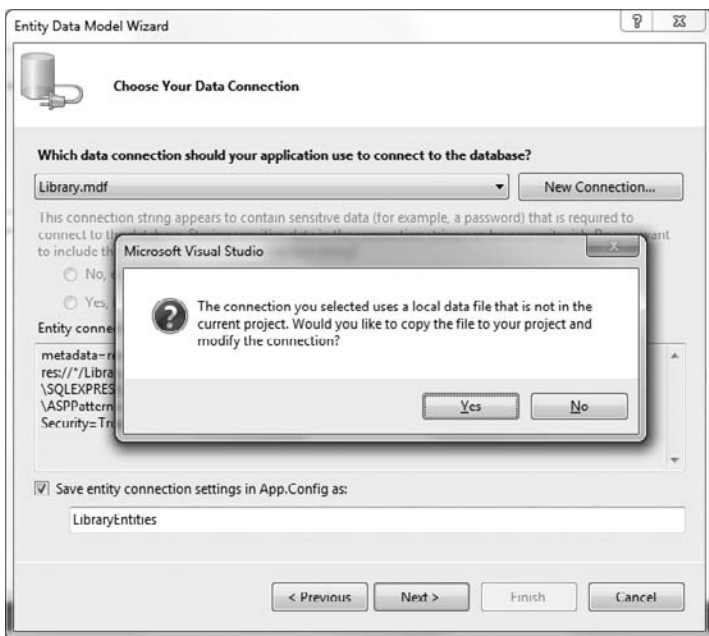 Entity Data Model Wizard
Choose Your Data Connection
Which data connection should your application use to connect to the database?
Library.mdf
New Connection...
This connection string appears to contain sensitive data (for example, a password) that is required to
connect to
to include
No,
Yes,
Entity
metadata=
res://*/Libra
\SQLEXPRES
\ASPPattern
Security=Tr
Microsoft Visual Studio
The connection you selected uses a local data file that is not in the
current project. Would you like to copy the file to your project and
modify the connection?
Yes
No
Save entity connection settings in App.Config as:
LibraryEntities
< Previous
Next >
Finish
Cancel